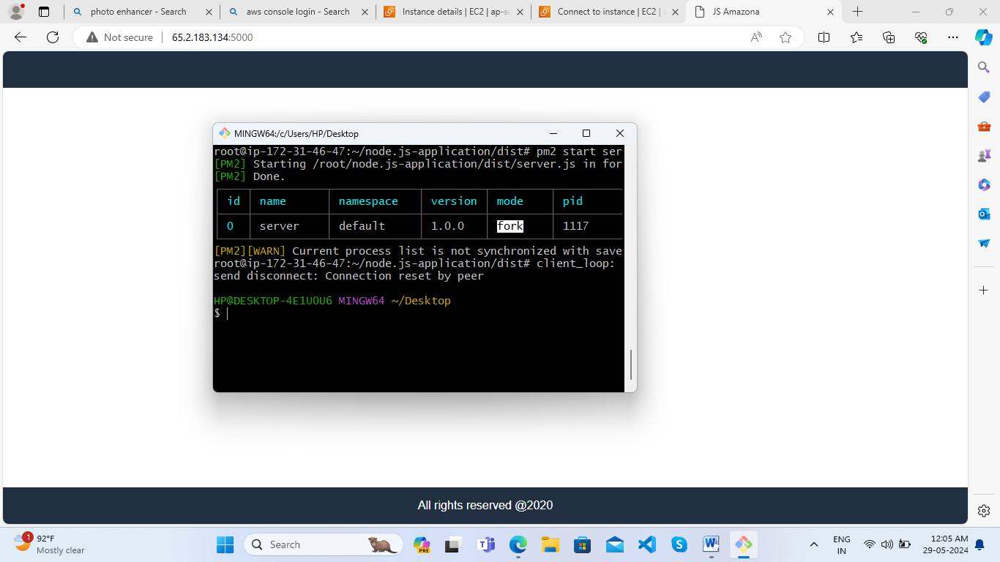 photo enhancer - Search
aws console login - Search
Instance details | EC2 | ap-s
Connect to instance | EC2 |
JS Amazona
Not secure
65.2.183.134:5000
MINGW64:/c/Users/HP/Desktop
root@ip-172-31-46-47:~/node.js-application/dist# pm2 start ser
[PM2] Starting /root/node.js-application/dist/server.js in for
[PM2] Done.
id name namespace version mode pid
0 server default 1.0.0 fork 1117
[PM2][WARN] Current process list is not synchronized with save
root@ip-172-31-46-47:~/node.js-application/dist# client_loop:
send disconnect: Connection reset by peer
HP@DESKTOP-4E1UOU6 MINGW64 ~/Desktop
$
All rights reserved @2020
1
92°F
Mostly clear
Search
PRE
ENG
IN
12:05 AM
29-05-2024